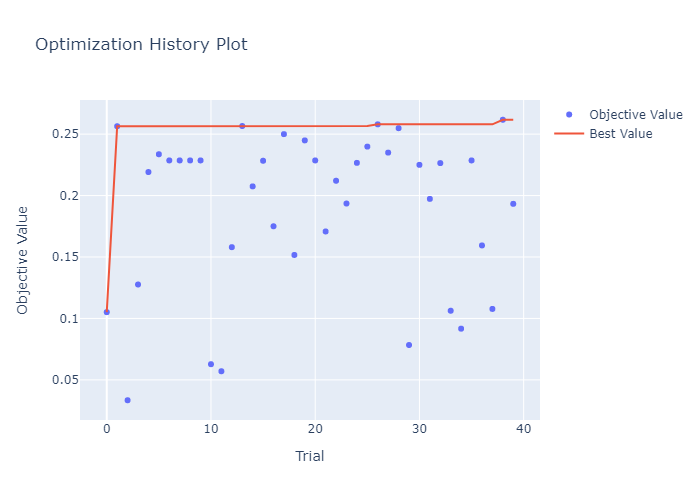 Optimization History Plot
Objective Value
Best Value
0.25
0.2
0.15
0.1
0.05
Objective Value
0
10
20
30
40
Trial